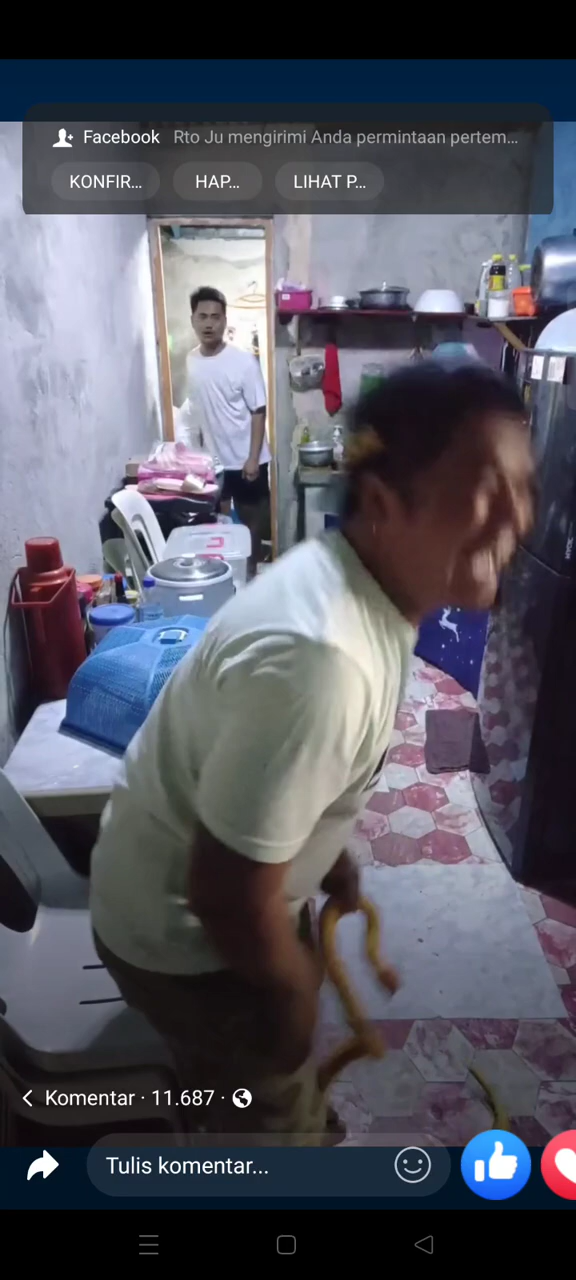 Facebook Rto Ju mengirimi Anda permintaan pertem...
KONFIR... HAP... LIHAT P...
Komentar · 11.687 ·
Tulis komentar...